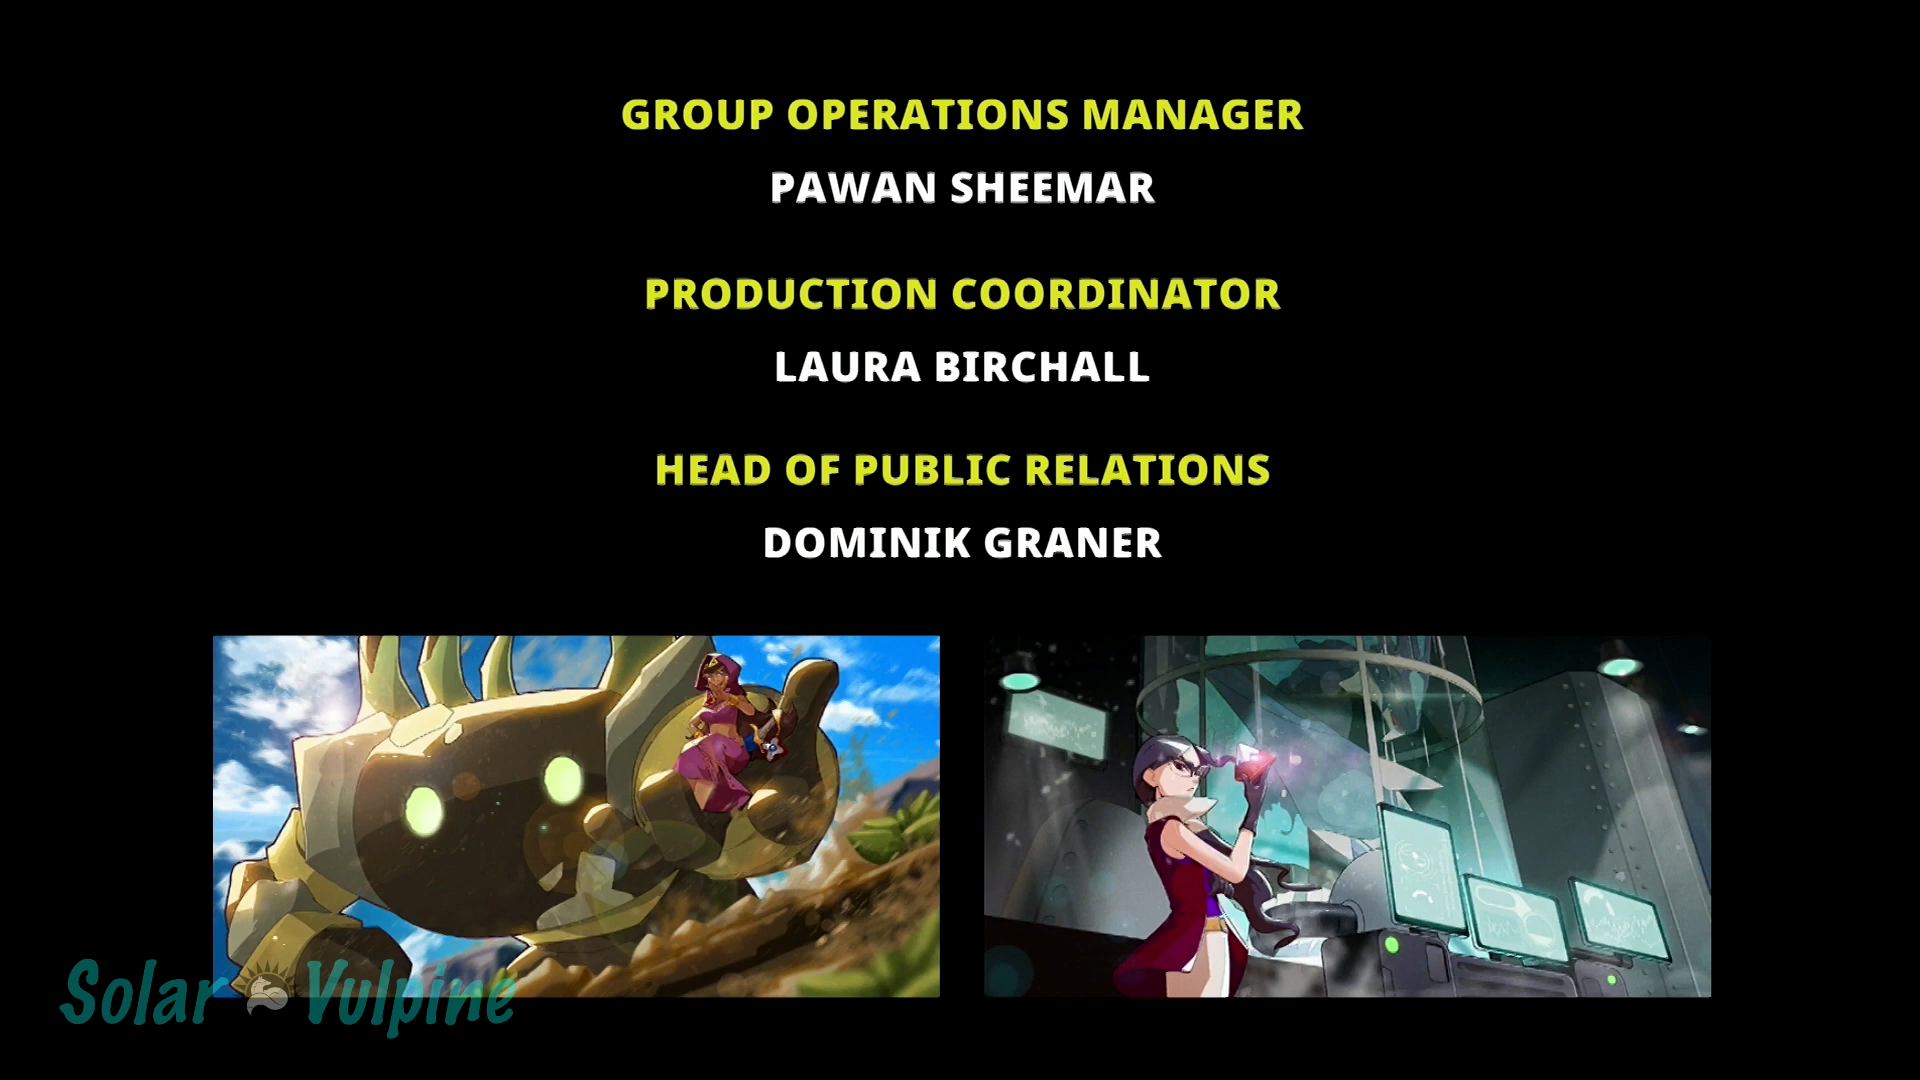 GROUP OPERATIONS MANAGER
PAWAN SHEEMAR
PRODUCTION COORDINATOR
LAURA BIRCHALL
HEAD OF PUBLIC RELATIONS
DOMINIK GRANER
Solar Vulpine